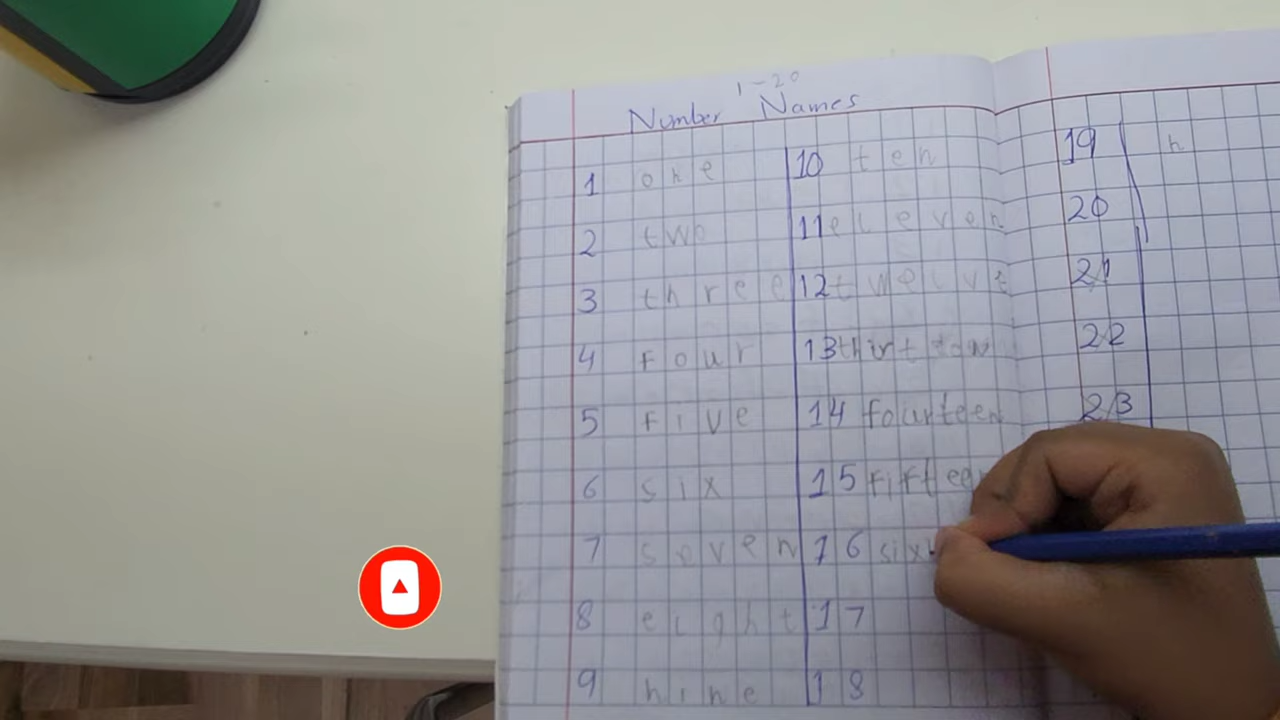 1-20
Number Names
1 one 10 ten 19 n
2 two 11 eleven 20
3 three 12 twelve 21
4 four 13 22
5 five 14 fourteen 23
6 six 15 fifteen
7 seven 16 six
8 eight 17
9 nine 18